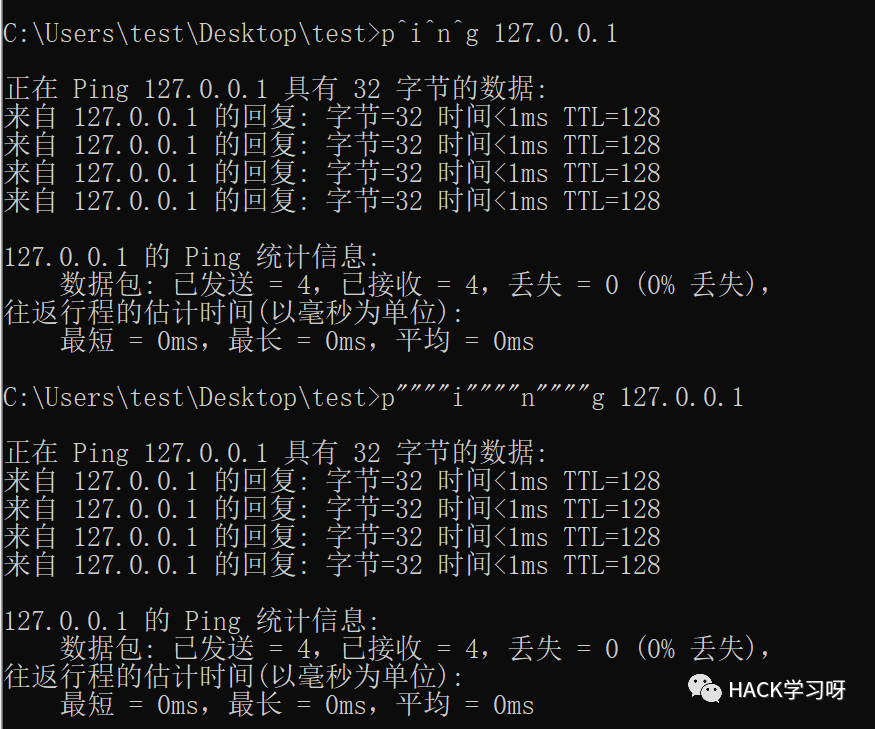 C:\Users\test\Desktop\test>p^i^n^g 127.0.0.1
正在 Ping 127.0.0.1 具有 32 字节的数据:
来自 127.0.0.1 的回复: 字节=32 时间<1ms TTL=128
来自 127.0.0.1 的回复: 字节=32 时间<1ms TTL=128
来自 127.0.0.1 的回复: 字节=32 时间<1ms TTL=128
来自 127.0.0.1 的回复: 字节=32 时间<1ms TTL=128
127.0.0.1 的 Ping 统计信息:
数据包: 已发送 = 4，已接收 = 4，丢失 = 0 (0% 丢失)，
往返行程的估计时间(以毫秒为单位):
最短 = 0ms，最长 = 0ms，平均 = 0ms
C:\Users\test\Desktop\test>p""""i""""n""""g 127.0.0.1
正在 Ping 127.0.0.1 具有 32 字节的数据:
来自 127.0.0.1 的回复: 字节=32 时间<1ms TTL=128
来自 127.0.0.1 的回复: 字节=32 时间<1ms TTL=128
来自 127.0.0.1 的回复: 字节=32 时间<1ms TTL=128
来自 127.0.0.1 的回复: 字节=32 时间<1ms TTL=128
127.0.0.1 的 Ping 统计信息:
数据包: 已发送 = 4，已接收 = 4，丢失 = 0 (0% 丢失)，
往返行程的估计时间(以毫秒为单位):
最短 = 0ms，最长 = 0ms，平均 = 0ms
HACK学习呀